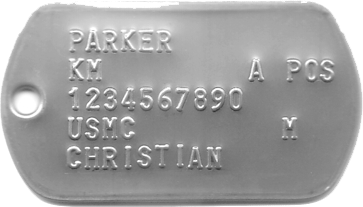 PARKER
KM A POS
1234567890
USMC M
CHRISTIAN